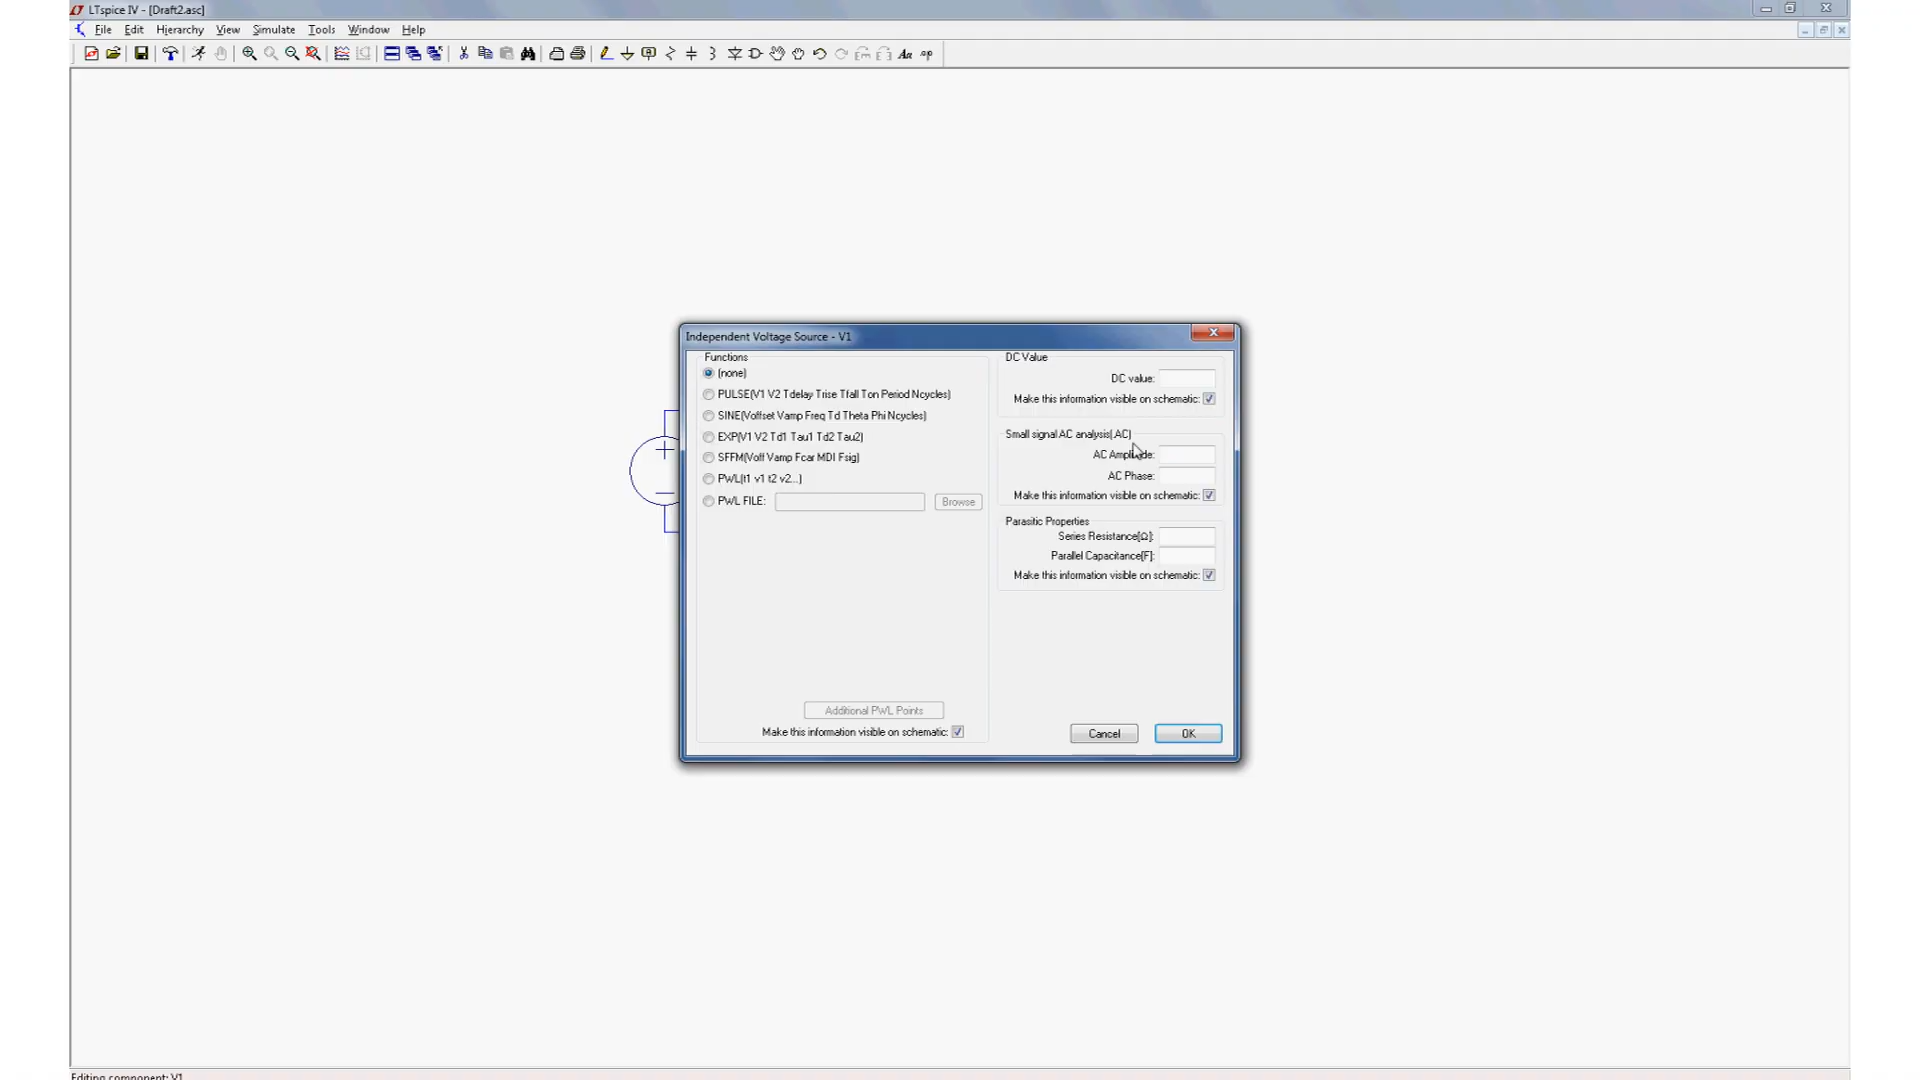 LTspice IV - [Draft2.asc]
File Edit Hierarchy View Simulate Tools Window Help
Independent Voltage Source - V1
Functions
(none)
PULSE(V1 V2 Tdelay Trise Tfall Ton Period Ncycles)
SINE(Voffset Vamp Freq Td Theta Phi Ncycles)
EXP(V1 V2 Td1 Tau1 Td2 Tau2)
SFFM(Voff Vamp Fcar MDI Fsig)
PWL(t1 v1 t2 v2...)
PWL FILE: Browse
Additional PWL Points
Make this information visible on schematic:
DC Value
DC value:
Make this information visible on schematic:
Small signal AC analysis(.AC)
AC Amplitude:
AC Phase:
Make this information visible on schematic:
Parasitic Properties
Series Resistance[Ω]:
Parallel Capacitance[F]:
Make this information visible on schematic:
Cancel OK
Editing component: V1